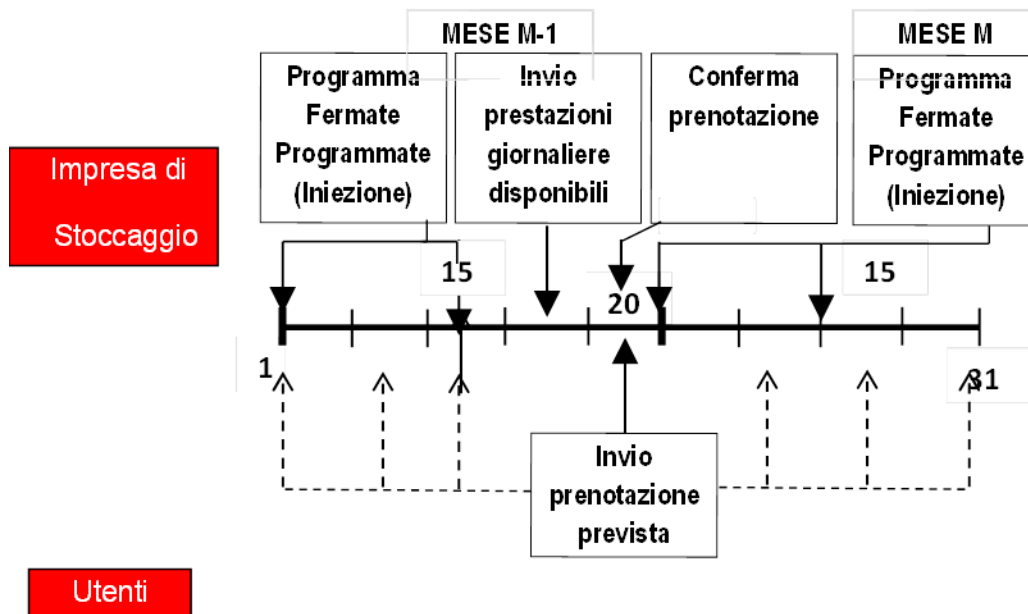 MESE M-1
MESE M
Programma
Fermate
Programmate
(Iniezione)
Invio
prestazioni
giornaliere
disponibili
Conferma
prenotazione
Programma
Fermate
Programmate
(Iniezione)
Impresa di
Stoccaggio
15
15
20
1
31
Invio
prenotazione
prevista
Utenti